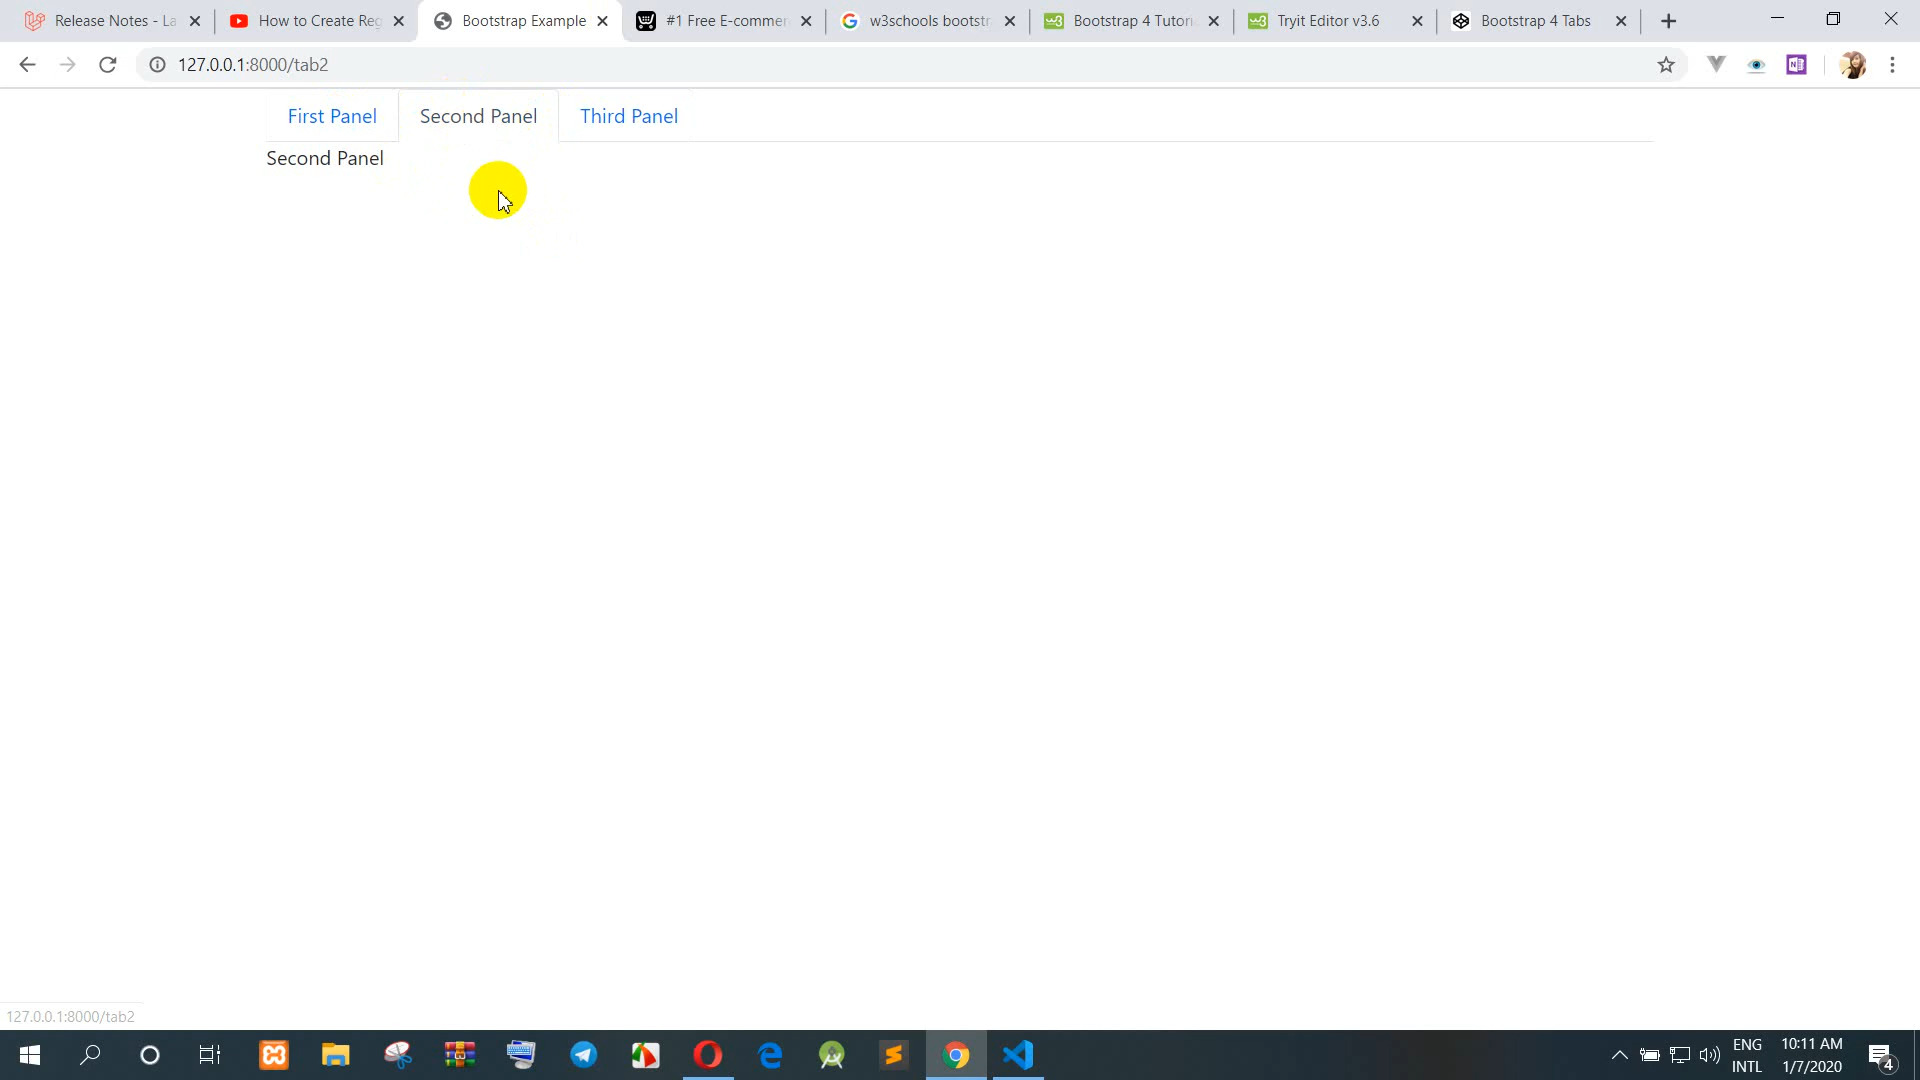 Release Notes - La
How to Create Reg
Bootstrap Example
#1 Free E-commer
w3schools bootstr
Bootstrap 4 Tutori
Tryit Editor v3.6
Bootstrap 4 Tabs
127.0.0.1:8000/tab2
First Panel
Second Panel
Third Panel
Second Panel
127.0.0.1:8000/tab2
ENG
INTL
10:11 AM
1/7/2020
4